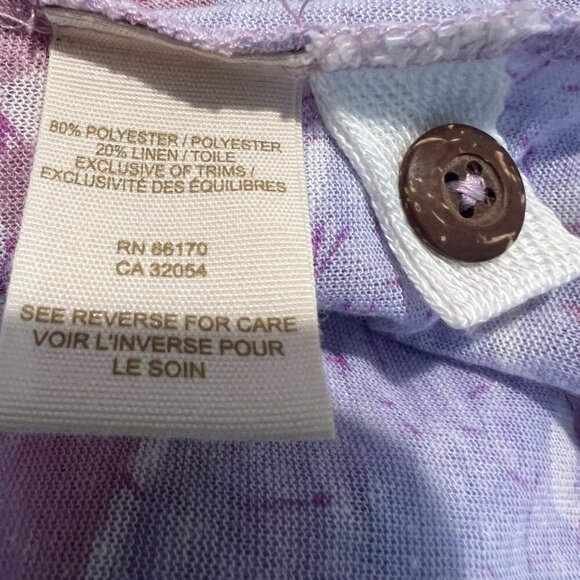 80% POLYESTER / POLYESTER
20% LINEN / TOILE
EXCLUSIVE OF TRIMS /
EXCLUSIVITÉ DES ÉQUILIBRES
RN 66170
CA 32054
SEE REVERSE FOR CARE
VOIR L'INVERSE POUR
LE SOIN